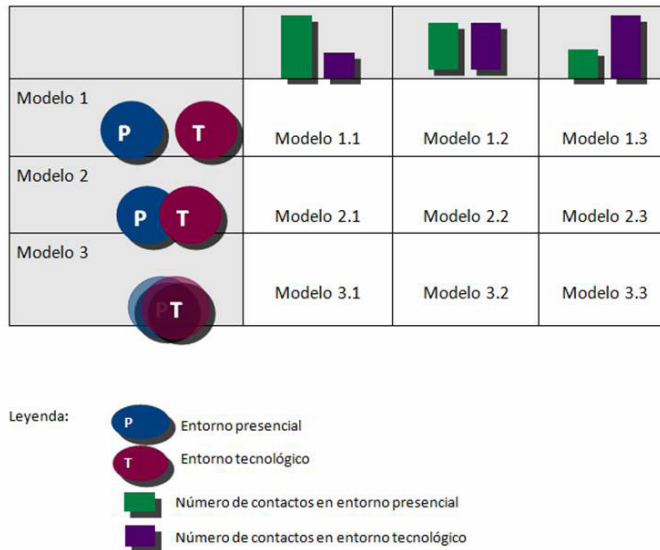 Modelo 1
P T
Modelo 1.1 Modelo 1.2 Modelo 1.3
Modelo 2
P T
Modelo 2.1 Modelo 2.2 Modelo 2.3
Modelo 3
PT
Modelo 3.1 Modelo 3.2 Modelo 3.3
Leyenda:
P Entorno presencial
T Entorno tecnológico
Número de contactos en entorno presencial
Número de contactos en entorno tecnológico